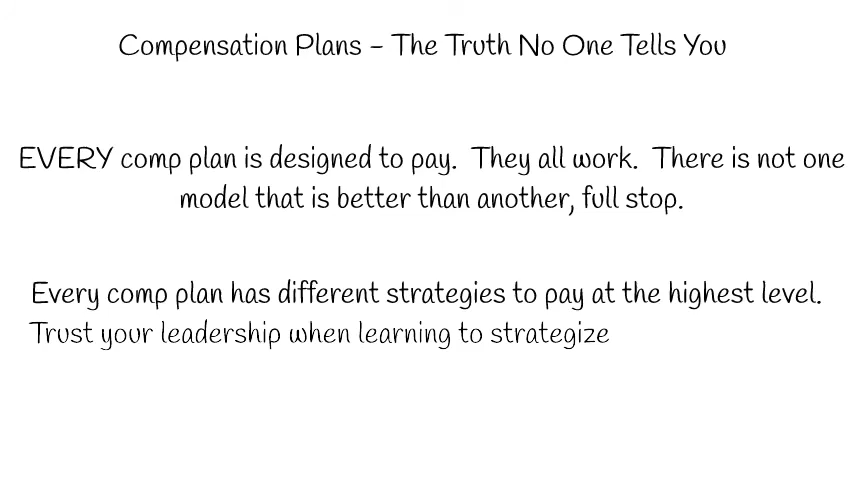 Compensation Plans - The Truth No One Tells You
EVERY comp plan is designed to pay. They all work. There is not one
model that is better than another, full stop.
Every comp plan has different strategies to pay at the highest level.
Trust your leadership when learning to strategize